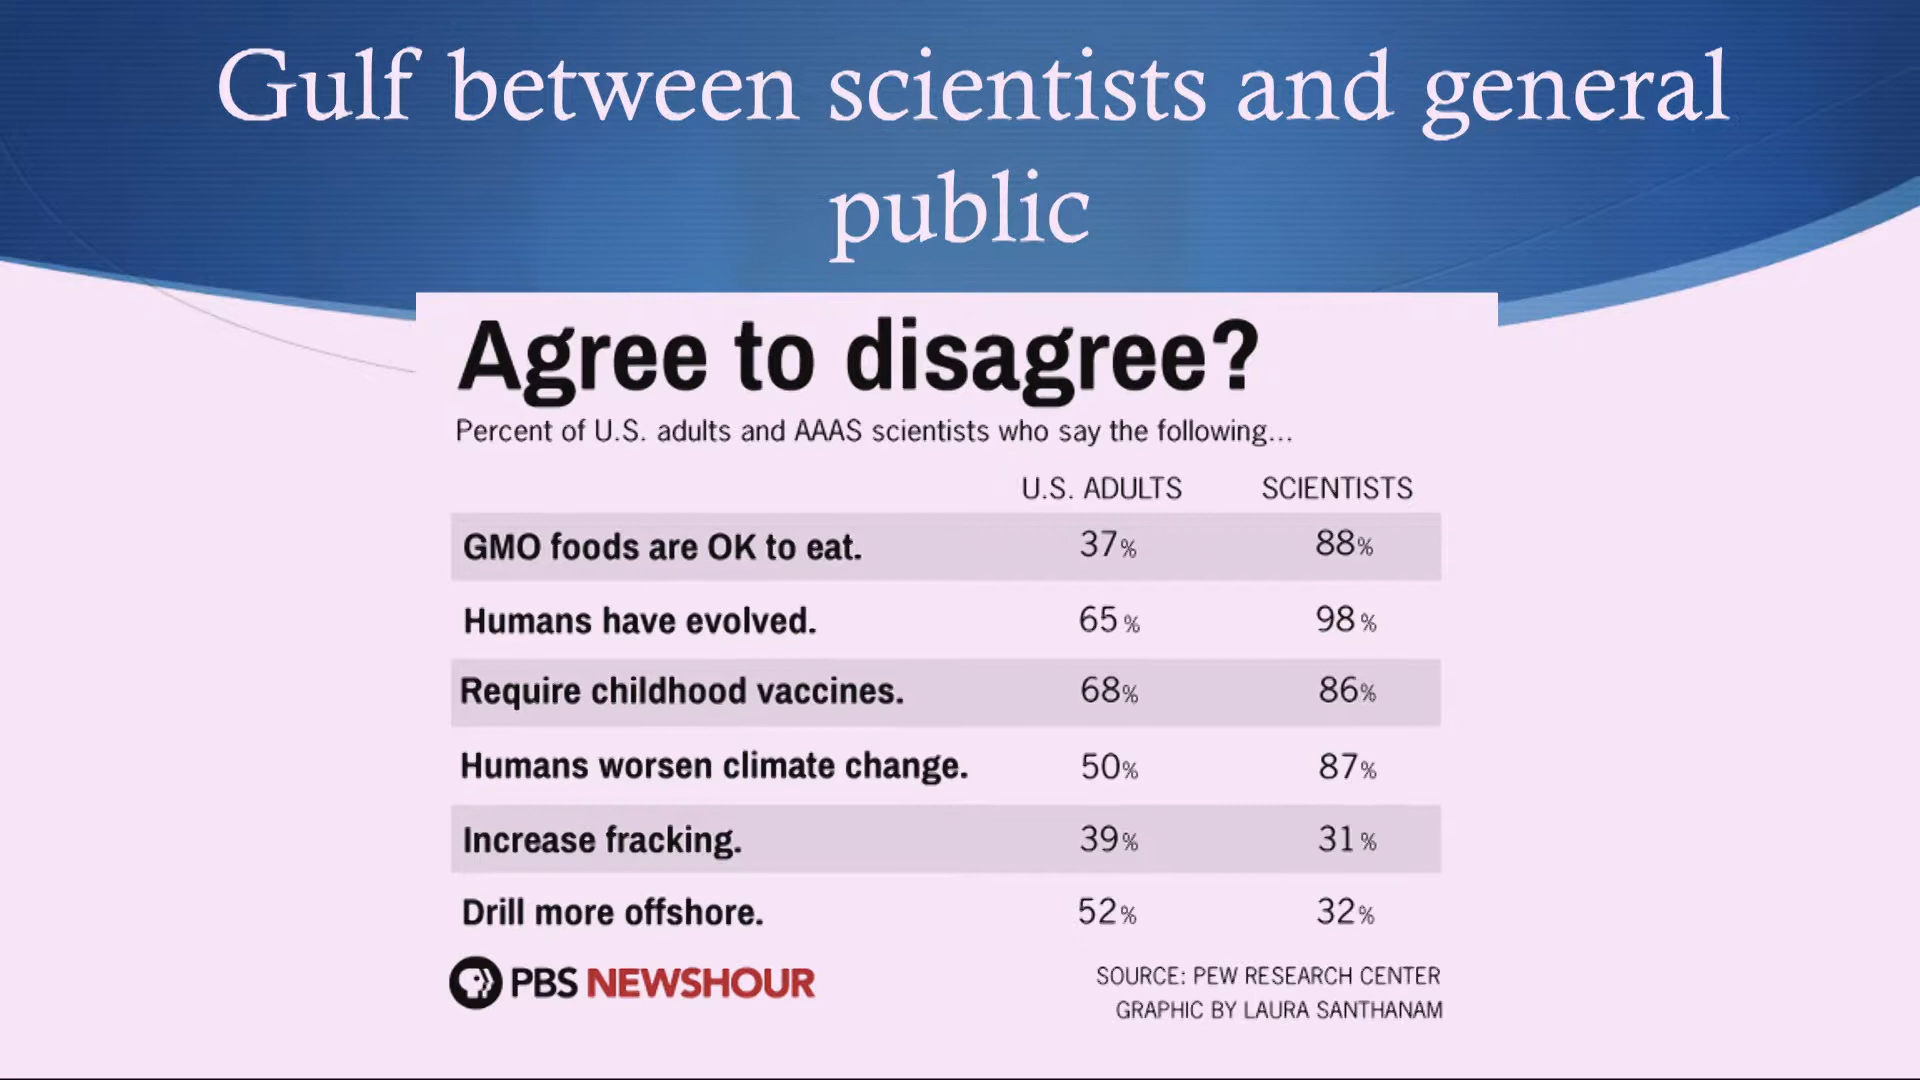 Gulf between scientists and general
public
Agree to disagree?
Percent of U.S. adults and AAAS scientists who say the following...
U.S. ADULTS SCIENTISTS
GMO foods are OK to eat. 37% 88%
Humans have evolved. 65% 98%
Require childhood vaccines. 68% 86%
Humans worsen climate change. 50% 87%
Increase fracking. 39% 31%
Drill more offshore. 52% 32%
PBS NEWSHOUR
SOURCE: PEW RESEARCH CENTER
GRAPHIC BY LAURA SANTHANAM